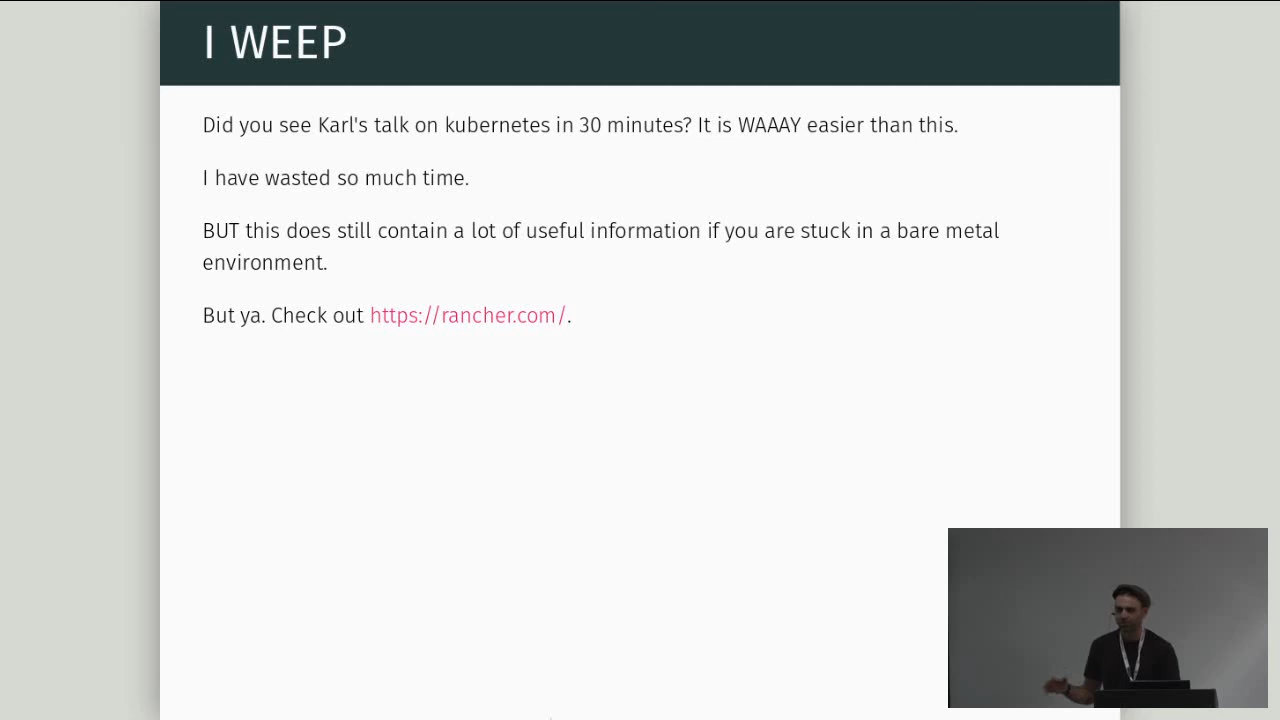 I WEEP
Did you see Karl's talk on kubernetes in 30 minutes? It is WAAAY easier than this.
I have wasted so much time.
BUT this does still contain a lot of useful information if you are stuck in a bare metal
environment.
But ya. Check out https://rancher.com/.